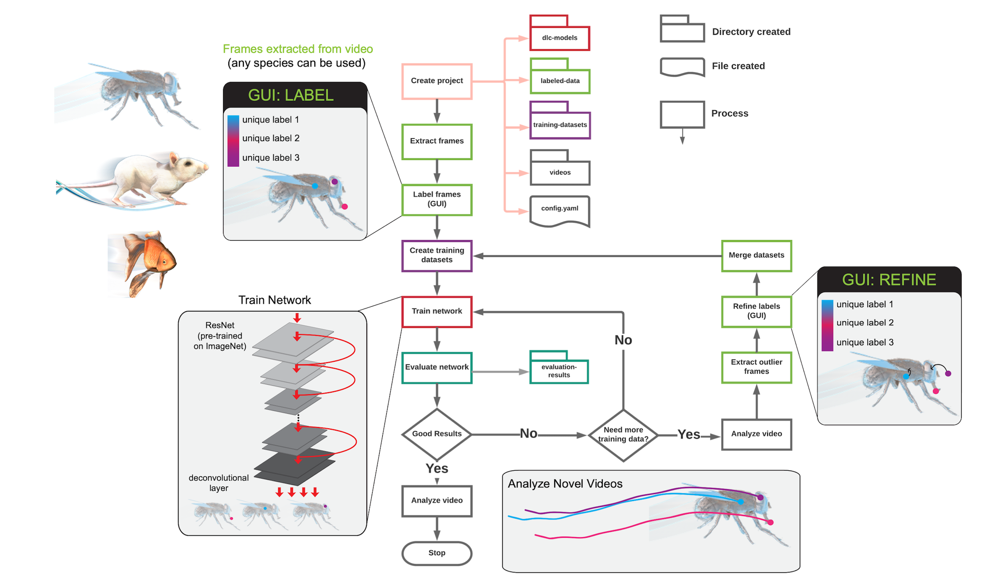 Frames extracted from video
(any species can be used)
GUI: LABEL
unique label 1
unique label 2
unique label 3
Create project
Extract frames
Label frames
(GUI)
Create training
datasets
Train network
Evaluate network
Good Results
Yes
Analyze video
Stop
dlc-models
labeled-data
training-datasets
videos
config.yaml
evaluation-
results
Directory created
File created
Process
No
Need more
training data?
No
Yes
Analyze video
Extract outlier
frames
Refine labels
(GUI)
Merge datasets
GUI: REFINE
unique label 1
unique label 2
unique label 3
Train Network
ResNet
(pre-trained
on ImageNet)
deconvolutional
layer
Analyze Novel Videos